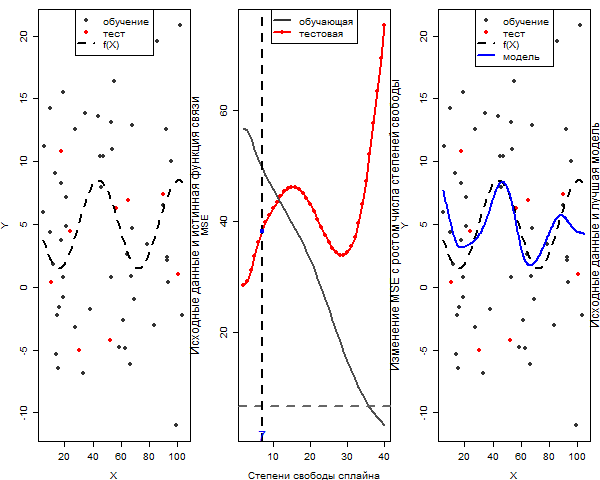 обучение
тест
f(X)
Y
20
15
10
5
0
-5
-10
20
40
60
80
100
X
Исходные данные и истинная функция связи
обучающая
тестовая
MSE
60
40
20
7
10
20
30
40
Степени свободы сплайна
Изменение MSE с ростом числа степеней свободы
обучение
тест
f(X)
модель
Y
20
15
10
5
0
-5
-10
20
40
60
80
100
X
Исходные данные и лучшая модель